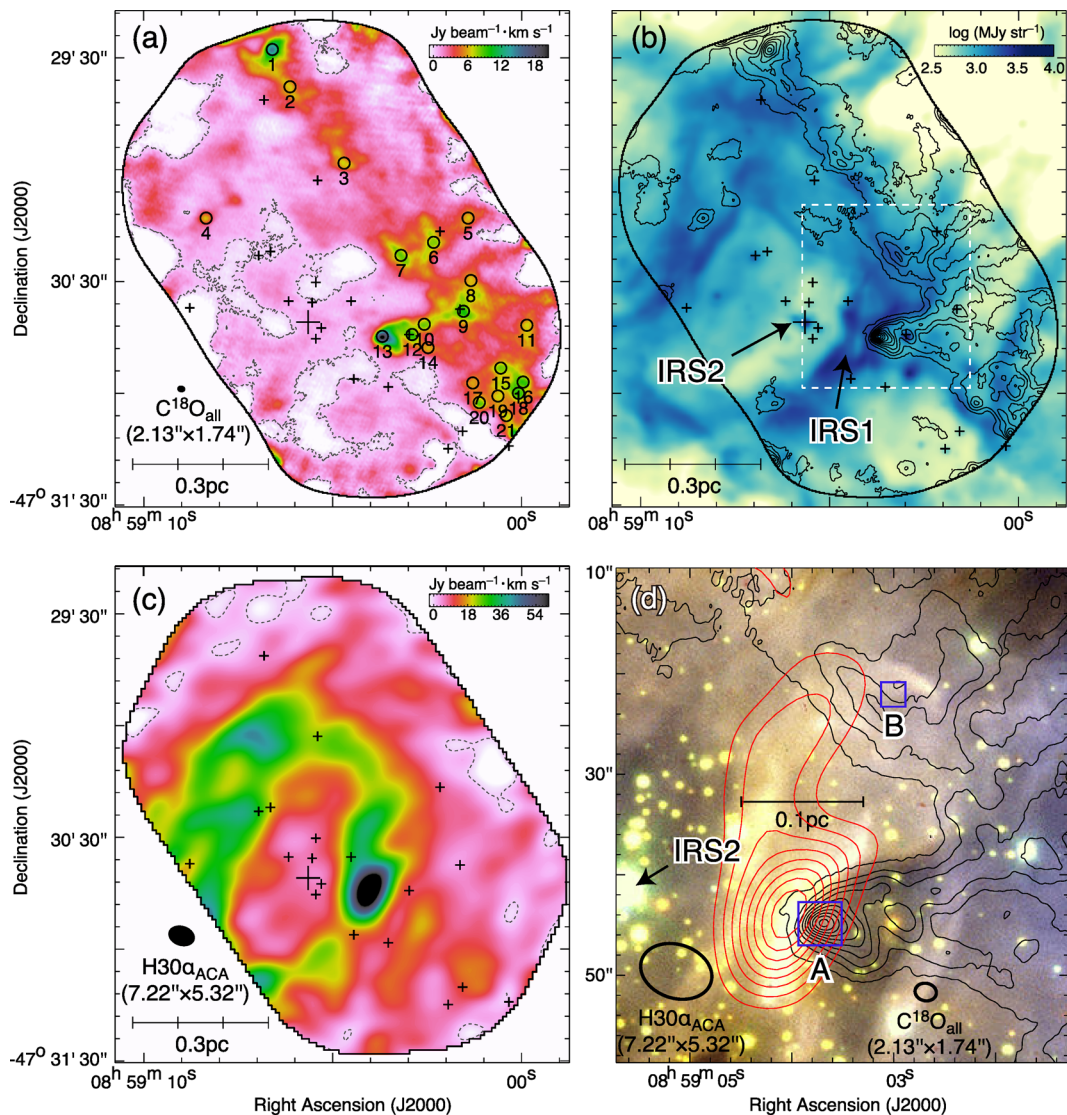 (a)
Jy beam⁻¹·km s⁻¹
0 6 12 18
29' 30"
30' 30"
-47° 31' 30"
Declination (J2000)
1
2
3
4
5
6
7
8
9
10
11
12
13
14
15
16
17
18
19
20
21
C¹⁸O_all
(2.13"×1.74")
0.3pc
08ʰ 59ᵐ 10ˢ
00ˢ
(b)
log (MJy str⁻¹)
2.5 3.0 3.5 4.0
IRS2
IRS1
0.3pc
08ʰ 59ᵐ 10ˢ
00ˢ
(c)
Jy beam⁻¹·km s⁻¹
0 18 36 54
29' 30"
30' 30"
-47° 31' 30"
Declination (J2000)
H30α_ACA
(7.22"×5.32")
0.3pc
08ʰ 59ᵐ 10ˢ
00ˢ
Right Ascension (J2000)
(d)
10"
30"
50"
B
0.1pc
IRS2
A
H30α_ACA
(7.22"×5.32")
C¹⁸O_all
(2.13"×1.74")
08ʰ 59ᵐ 05ˢ
03ˢ
Right Ascension (J2000)